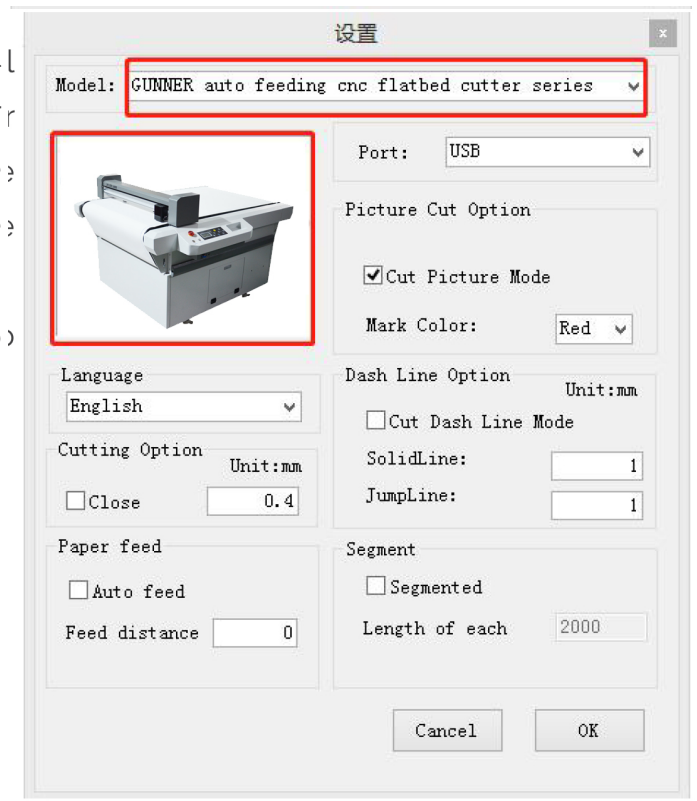 设置
x
Model: GUNNER auto feeding cnc flatbed cutter series
Port: USB
Picture Cut Option
Cut Picture Mode
Mark Color: Red
Language
English
Dash Line Option
Unit:mm
Cut Dash Line Mode
SolidLine: 1
JumpLine: 1
Cutting Option
Unit:mm
Close 0.4
Paper feed
Auto feed
Feed distance 0
Segment
Segmented
Length of each 2000
Cancel OK